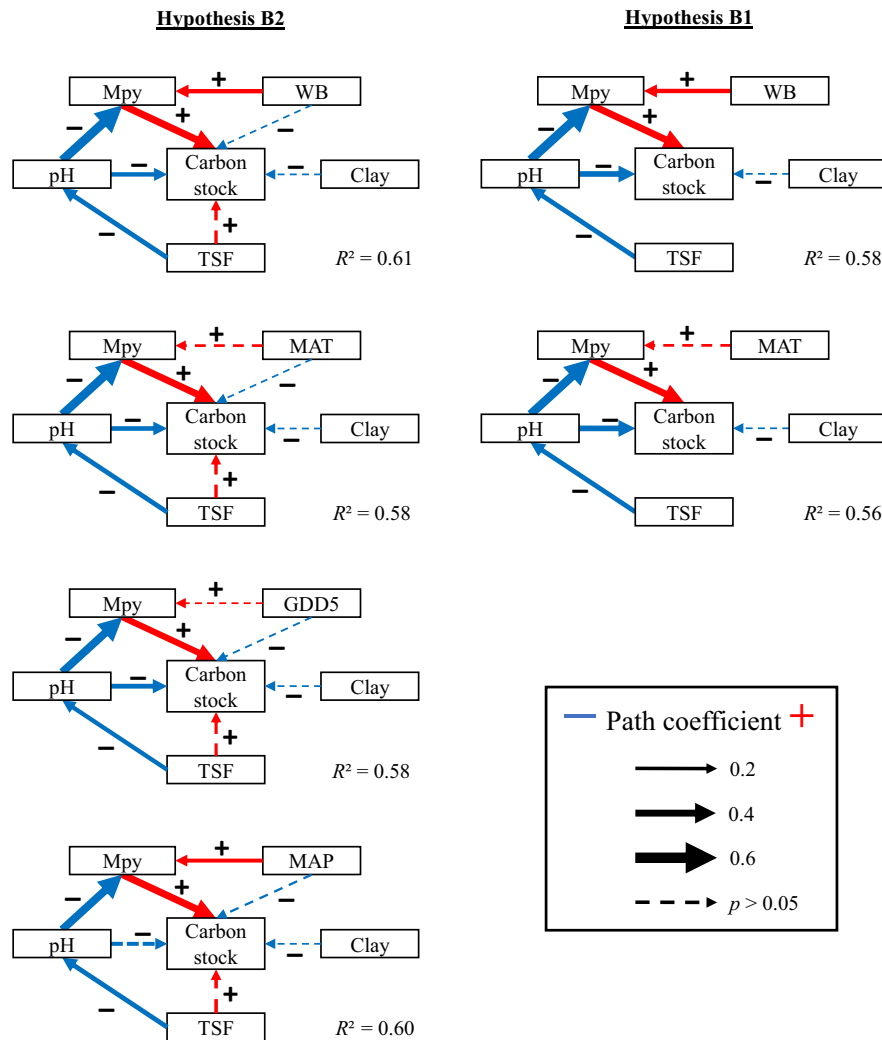 Hypothesis B2
Mpy
+
WB
−
+
−
pH
−
Carbon
stock
−
Clay
−
+
TSF
R² = 0.61
Mpy
+
MAT
−
+
−
pH
−
Carbon
stock
−
Clay
−
+
TSF
R² = 0.58
Mpy
+
GDD5
−
+
−
pH
−
Carbon
stock
−
Clay
−
+
TSF
R² = 0.58
Mpy
+
MAP
−
+
−
pH
−
Carbon
stock
−
Clay
−
+
TSF
R² = 0.60
Hypothesis B1
Mpy
+
WB
−
+
pH
−
Carbon
stock
−
Clay
−
TSF
R² = 0.58
Mpy
+
MAT
−
+
pH
−
Carbon
stock
−
Clay
−
TSF
R² = 0.56
− Path coefficient +
0.2
0.4
0.6
p > 0.05